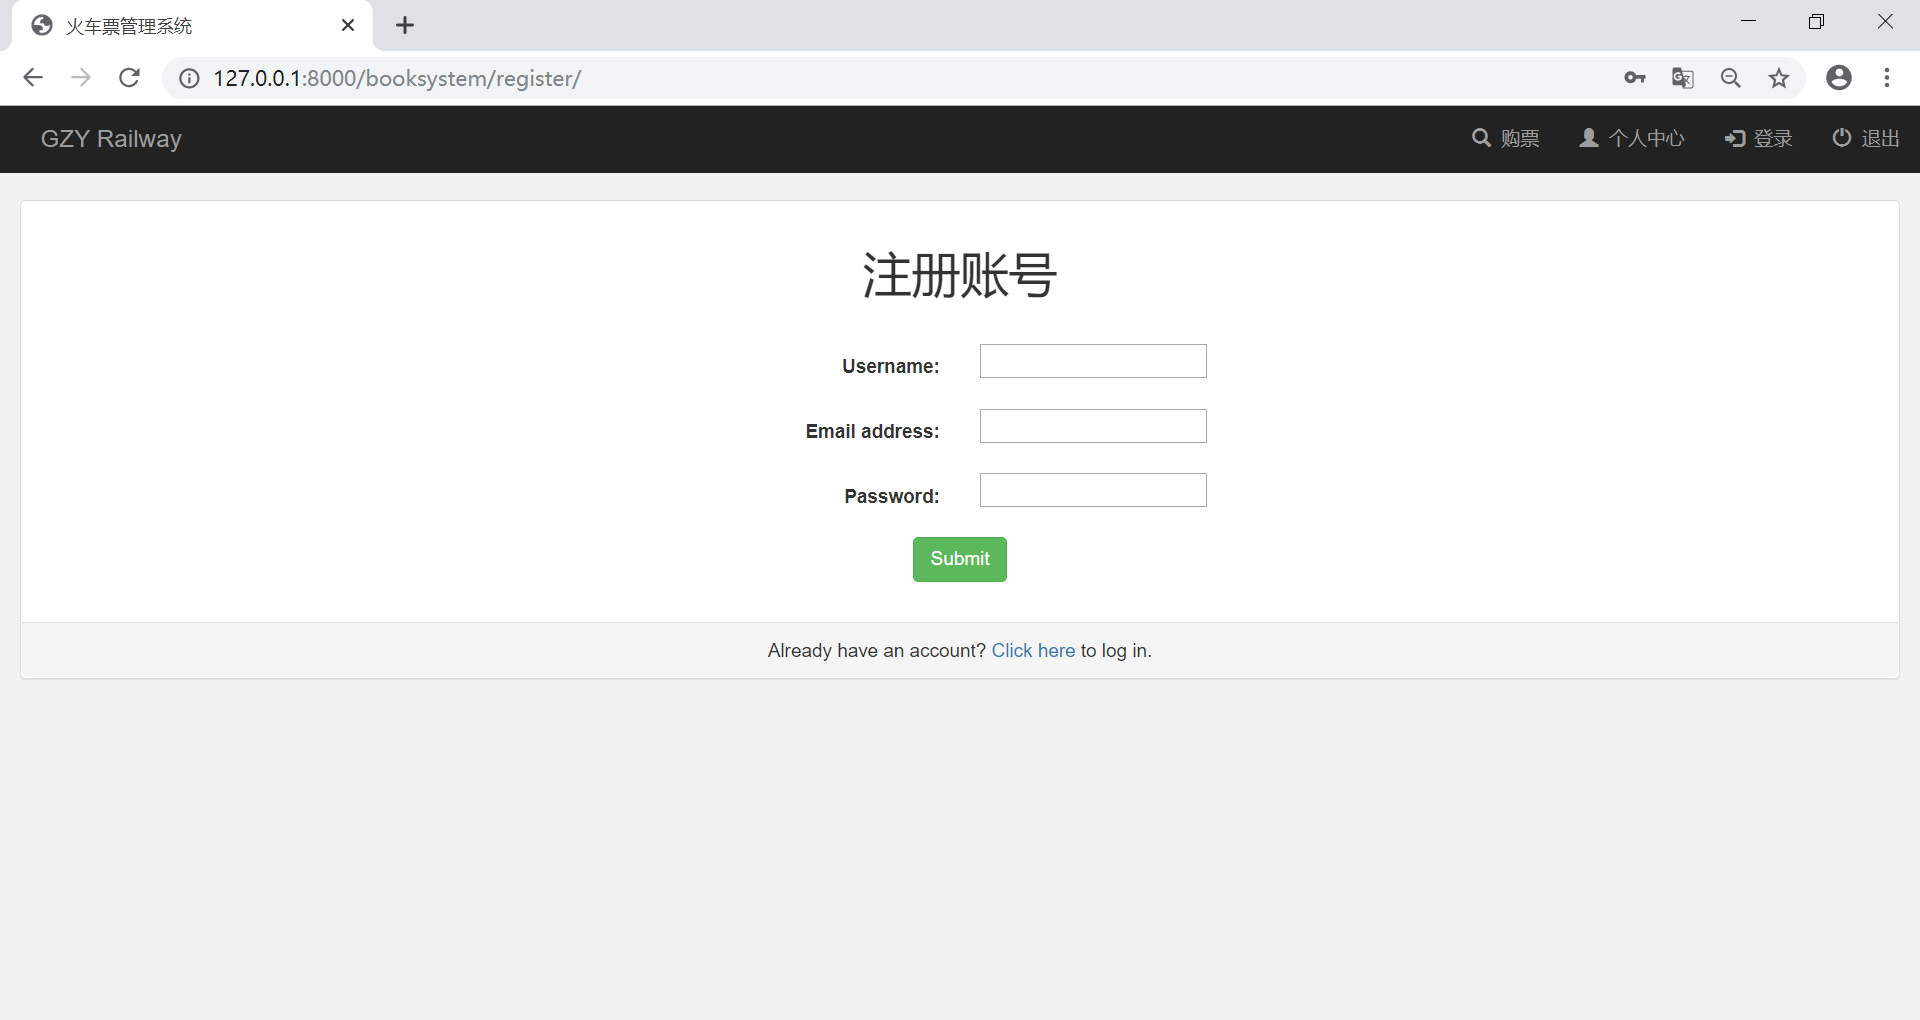 火车票管理系统
127.0.0.1:8000/booksystem/register/
GZY Railway
购票
个人中心
登录
退出
注册账号
Username:
Email address:
Password:
Submit
Already have an account? Click here to log in.